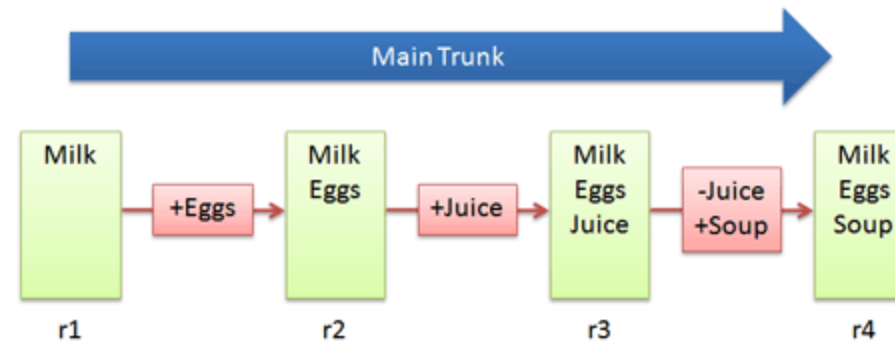 Main Trunk
Milk
+Eggs
Milk
Eggs
+Juice
Milk
Eggs
Juice
-Juice
+Soup
Milk
Eggs
Soup
r1
r2
r3
r4